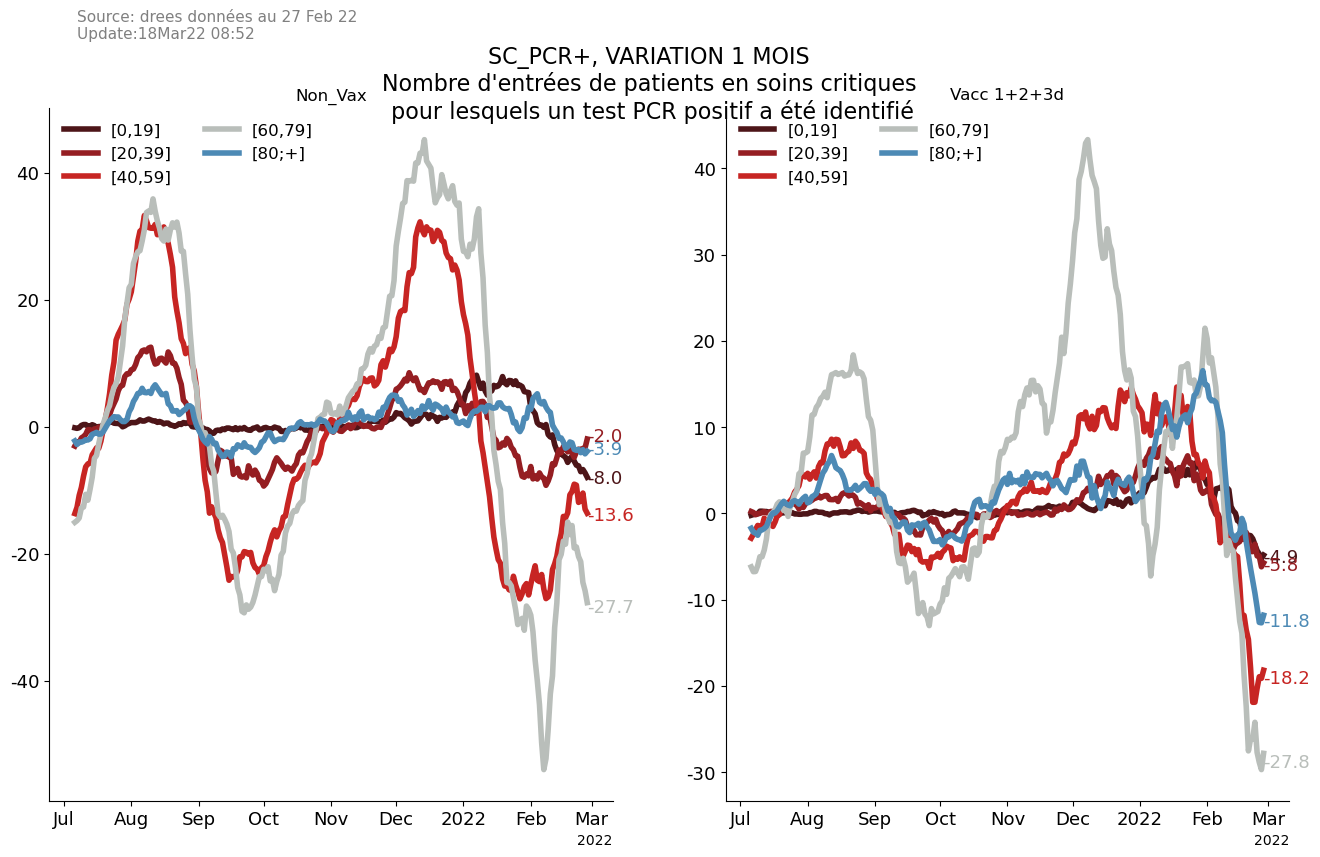 Source: drees données au 27 Feb 22
Update:18Mar22 08:52
SC_PCR+, VARIATION 1 MOIS
Nombre d'entrées de patients en soins critiques
pour lesquels un test PCR positif a été identifié
Non_Vax
[0,19]
[20,39]
[40,59]
[60,79]
[80;+]
40
20
0
-20
-40
-2.0
-3.9
-8.0
-13.6
-27.7
Jul
Aug
Sep
Oct
Nov
Dec
2022
Feb
Mar
2022
Vacc 1+2+3d
[0,19]
[20,39]
[40,59]
[60,79]
[80;+]
40
30
20
10
0
-10
-20
-30
-4.9
-5.8
-11.8
-18.2
-27.8
Jul
Aug
Sep
Oct
Nov
Dec
2022
Feb
Mar
2022